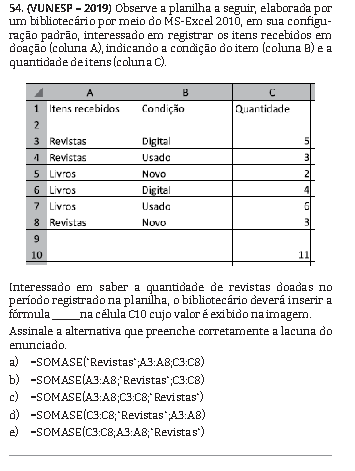 54. (VUNESP – 2019) Observe a planilha a seguir, elaborada por
um bibliotecário por meio do MS-Excel 2010, em sua configu-
ração padrão, interessado em registrar os itens recebidos em
doação (coluna A), indicando a condição do item (coluna B) e a
quantidade de itens (coluna C).
A B C
1 Itens recebidos Condição Quantidade
2
3 Revistas Digital 5
4 Revistas Usado 3
5 Livros Novo 2
6 Livros Digital 4
7 Livros Usado 6
8 Revistas Novo 3
9
10 11
Interessado em saber a quantidade de revistas doadas no
período registrado na planilha, o bibliotecário deverá inserir a
fórmula _____na célula C10 cujo valor é exibido na imagem.
Assinale a alternativa que preenche corretamente a lacuna do
enunciado.
a) =SOMASE("Revistas";A3:A8;C3:C8)
b) =SOMASE(A3:A8;"Revistas";C3:C8)
c) =SOMASE(A3:A8;C3:C8;"Revistas")
d) =SOMASE(C3:C8;"Revistas";A3:A8)
e) =SOMASE(C3:C8;A3:A8;"Revistas")